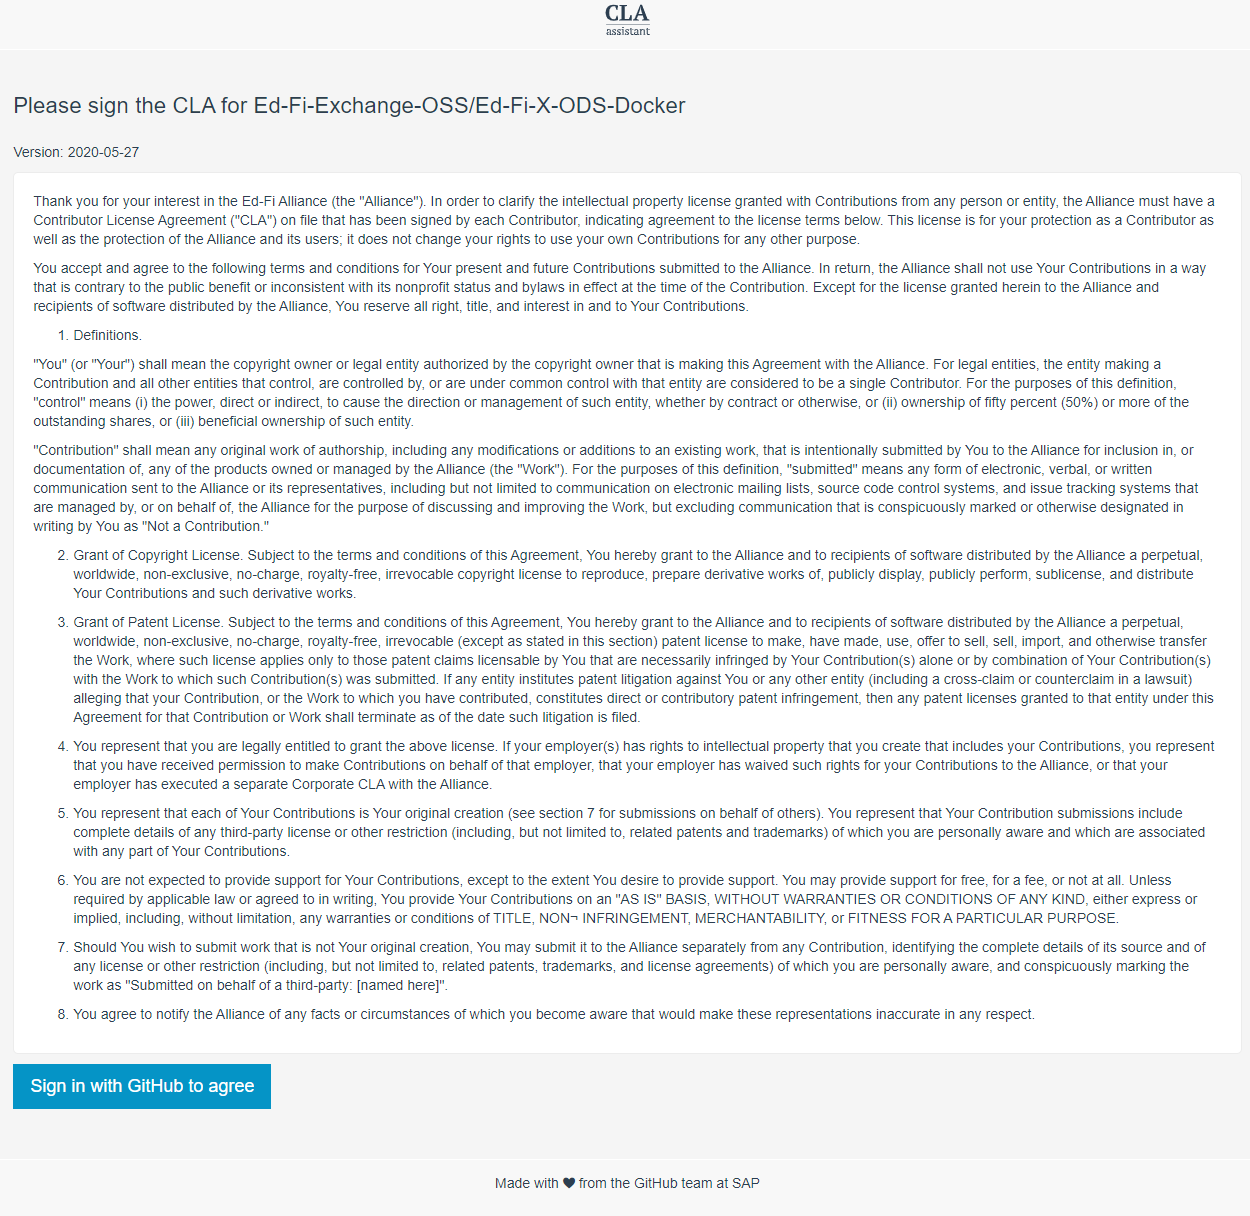 CLA
assistant
Please sign the CLA for Ed-Fi-Exchange-OSS/Ed-Fi-X-ODS-Docker
Version: 2020-05-27
Thank you for your interest in the Ed-Fi Alliance (the "Alliance"). In order to clarify the intellectual property license granted with Contributions from any person or entity, the Alliance must have a
Contributor License Agreement ("CLA") on file that has been signed by each Contributor, indicating agreement to the license terms below. This license is for your protection as a Contributor as
well as the protection of the Alliance and its users; it does not change your rights to use your own Contributions for any other purpose.
You accept and agree to the following terms and conditions for Your present and future Contributions submitted to the Alliance. In return, the Alliance shall not use Your Contributions in a way
that is contrary to the public benefit or inconsistent with its nonprofit status and bylaws in effect at the time of the Contribution. Except for the license granted herein to the Alliance and
recipients of software distributed by the Alliance, You reserve all right, title, and interest in and to Your Contributions.
1. Definitions.
"You" (or "Your") shall mean the copyright owner or legal entity authorized by the copyright owner that is making this Agreement with the Alliance. For legal entities, the entity making a
Contribution and all other entities that control, are controlled by, or are under common control with that entity are considered to be a single Contributor. For the purposes of this definition,
"control" means (i) the power, direct or indirect, to cause the direction or management of such entity, whether by contract or otherwise, or (ii) ownership of fifty percent (50%) or more of the
outstanding shares, or (iii) beneficial ownership of such entity.
"Contribution" shall mean any original work of authorship, including any modifications or additions to an existing work, that is intentionally submitted by You to the Alliance for inclusion in, or
documentation of, any of the products owned or managed by the Alliance (the "Work"). For the purposes of this definition, "submitted" means any form of electronic, verbal, or written
communication sent to the Alliance or its representatives, including but not limited to communication on electronic mailing lists, source code control systems, and issue tracking systems that
are managed by, or on behalf of, the Alliance for the purpose of discussing and improving the Work, but excluding communication that is conspicuously marked or otherwise designated in
writing by You as "Not a Contribution."
2. Grant of Copyright License. Subject to the terms and conditions of this Agreement, You hereby grant to the Alliance and to recipients of software distributed by the Alliance a perpetual,
worldwide, non-exclusive, no-charge, royalty-free, irrevocable copyright license to reproduce, prepare derivative works of, publicly display, publicly perform, sublicense, and distribute
Your Contributions and such derivative works.
3. Grant of Patent License. Subject to the terms and conditions of this Agreement, You hereby grant to the Alliance and to recipients of software distributed by the Alliance a perpetual,
worldwide, non-exclusive, no-charge, royalty-free, irrevocable (except as stated in this section) patent license to make, have made, use, offer to sell, sell, import, and otherwise transfer
the Work, where such license applies only to those patent claims licensable by You that are necessarily infringed by Your Contribution(s) alone or by combination of Your Contribution(s)
with the Work to which such Contribution(s) was submitted. If any entity institutes patent litigation against You or any other entity (including a cross-claim or counterclaim in a lawsuit)
alleging that your Contribution, or the Work to which you have contributed, constitutes direct or contributory patent infringement, then any patent licenses granted to that entity under this
Agreement for that Contribution or Work shall terminate as of the date such litigation is filed.
4. You represent that you are legally entitled to grant the above license. If your employer(s) has rights to intellectual property that you create that includes your Contributions, you represent
that you have received permission to make Contributions on behalf of that employer, that your employer has waived such rights for your Contributions to the Alliance, or that your
employer has executed a separate Corporate CLA with the Alliance.
5. You represent that each of Your Contributions is Your original creation (see section 7 for submissions on behalf of others). You represent that Your Contribution submissions include
complete details of any third-party license or other restriction (including, but not limited to, related patents and trademarks) of which you are personally aware and which are associated
with any part of Your Contributions.
6. You are not expected to provide support for Your Contributions, except to the extent You desire to provide support. You may provide support for free, for a fee, or not at all. Unless
required by applicable law or agreed to in writing, You provide Your Contributions on an "AS IS" BASIS, WITHOUT WARRANTIES OR CONDITIONS OF ANY KIND, either express or
implied, including, without limitation, any warranties or conditions of TITLE, NON¬ INFRINGEMENT, MERCHANTABILITY, or FITNESS FOR A PARTICULAR PURPOSE.
7. Should You wish to submit work that is not Your original creation, You may submit it to the Alliance separately from any Contribution, identifying the complete details of its source and of
any license or other restriction (including, but not limited to, related patents, trademarks, and license agreements) of which you are personally aware, and conspicuously marking the
work as "Submitted on behalf of a third-party: [named here]".
8. You agree to notify the Alliance of any facts or circumstances of which you become aware that would make these representations inaccurate in any respect.
Sign in with GitHub to agree
Made with ♥ from the GitHub team at SAP